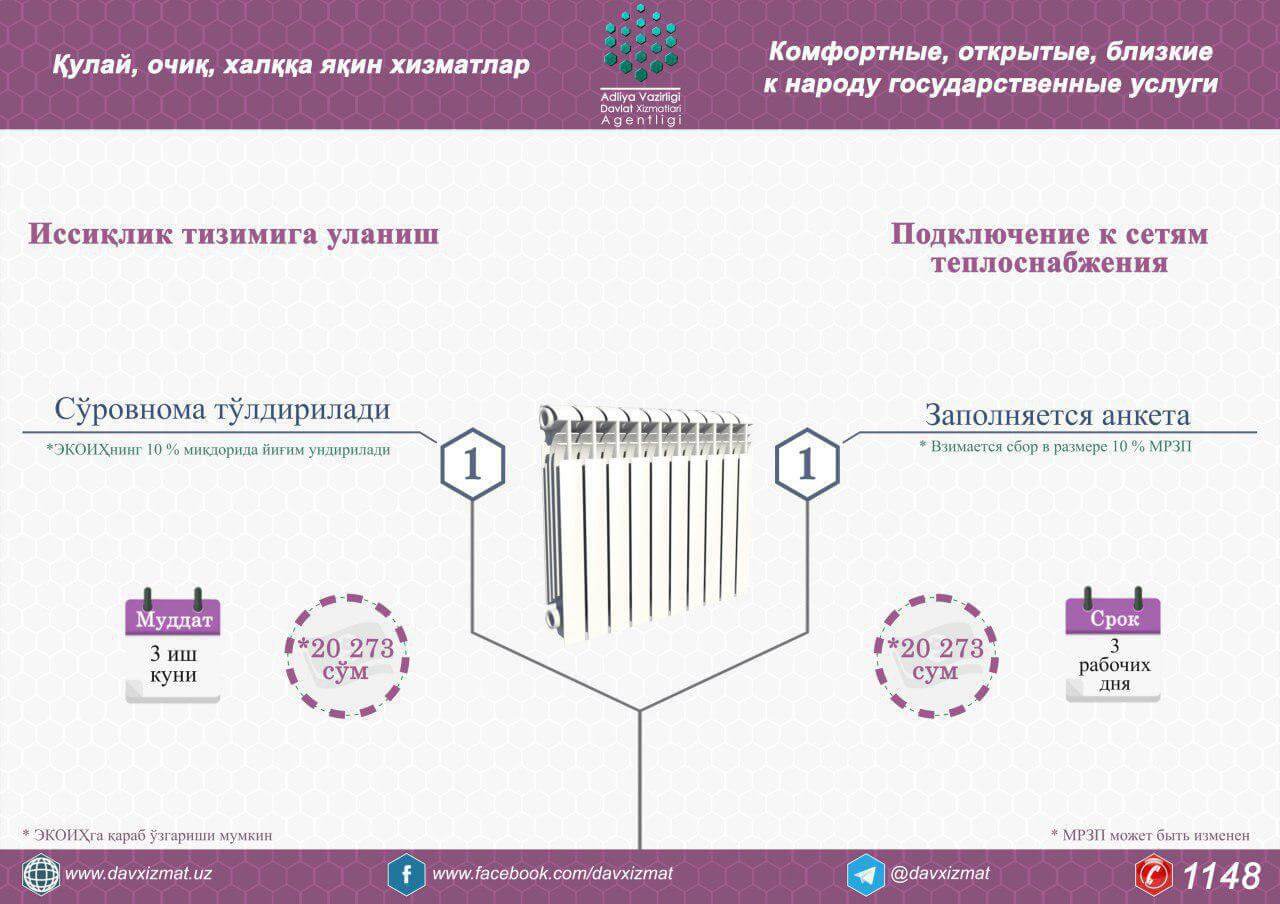 Қулай, очиқ, халққа яқин хизматлар
Adliya Vazirligi
Davlat Xizmatlari
Agentligi
Комфортные, открытые, близкие
к народу государственные услуги
Иссиқлик тизимига уланиш
Подключение к сетям
теплоснабжения
Сўровнома тўлдирилади
*ЭКОИҲнинг 10 % миқдорида йиғим ундирилади
1
1
Заполняется анкета
* Взимается сбор в размере 10 % МРЗП
Муддат
3 иш
куни
*20 273
сўм
*20 273
сум
Срок
3
рабочих
дня
* ЭКОИҲга қараб ўзгариши мумкин
* МРЗП может быть изменен
www.davxizmat.uz
www.facebook.com/davxizmat
@davxizmat
1148